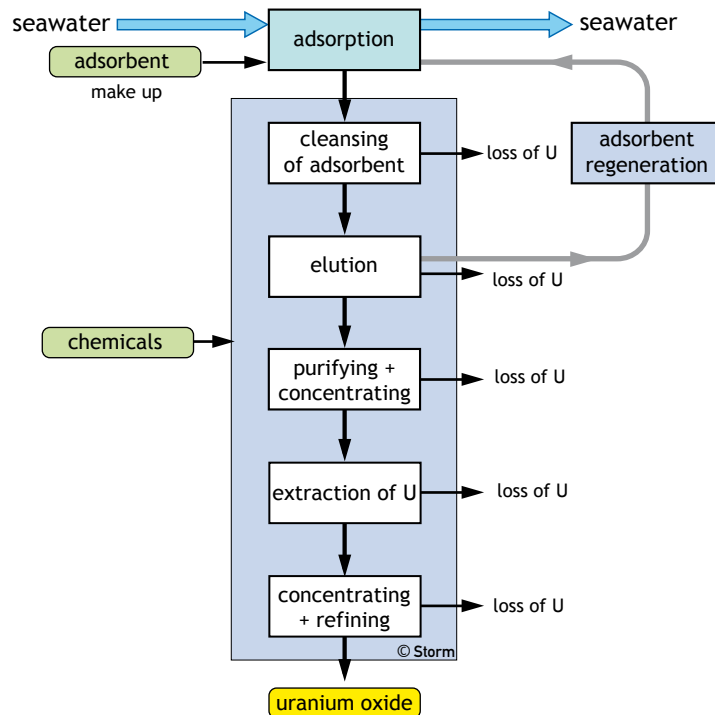 seawater
adsorption
seawater
adsorbent
make up
cleansing
of adsorbent
loss of U
adsorbent
regeneration
elution
loss of U
chemicals
purifying +
concentrating
loss of U
extraction of U
loss of U
concentrating
+ refining
loss of U
© Storm
uranium oxide